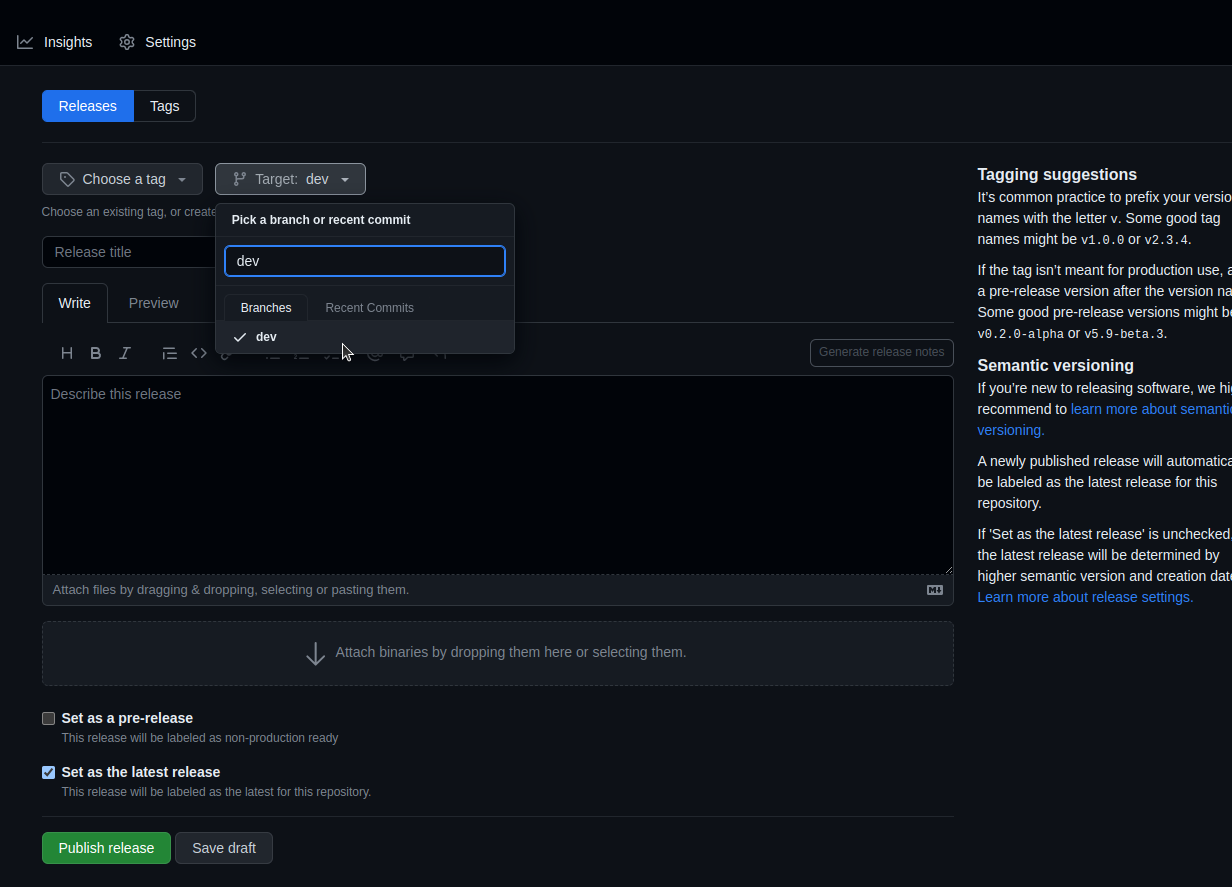 Insights
Settings
Releases
Tags
Choose a tag
Target: dev
Choose an existing tag, or create
Pick a branch or recent commit
dev
Release title
Branches
Recent Commits
dev
Write
Preview
H B I
Generate release notes
Describe this release
Attach files by dragging & dropping, selecting or pasting them.
Attach binaries by dropping them here or selecting them.
Set as a pre-release
This release will be labeled as non-production ready
Set as the latest release
This release will be labeled as the latest for this repository.
Publish release
Save draft
Tagging suggestions
It’s common practice to prefix your versio
names with the letter v. Some good tag
names might be v1.0.0 or v2.3.4.
If the tag isn’t meant for production use, a
a pre-release version after the version na
Some good pre-release versions might be
v0.2.0-alpha or v5.9-beta.3.
Semantic versioning
If you’re new to releasing software, we hi
recommend to learn more about semantic
versioning.
A newly published release will automatica
be labeled as the latest release for this
repository.
If 'Set as the latest release' is unchecked,
the latest release will be determined by
higher semantic version and creation date
Learn more about release settings.